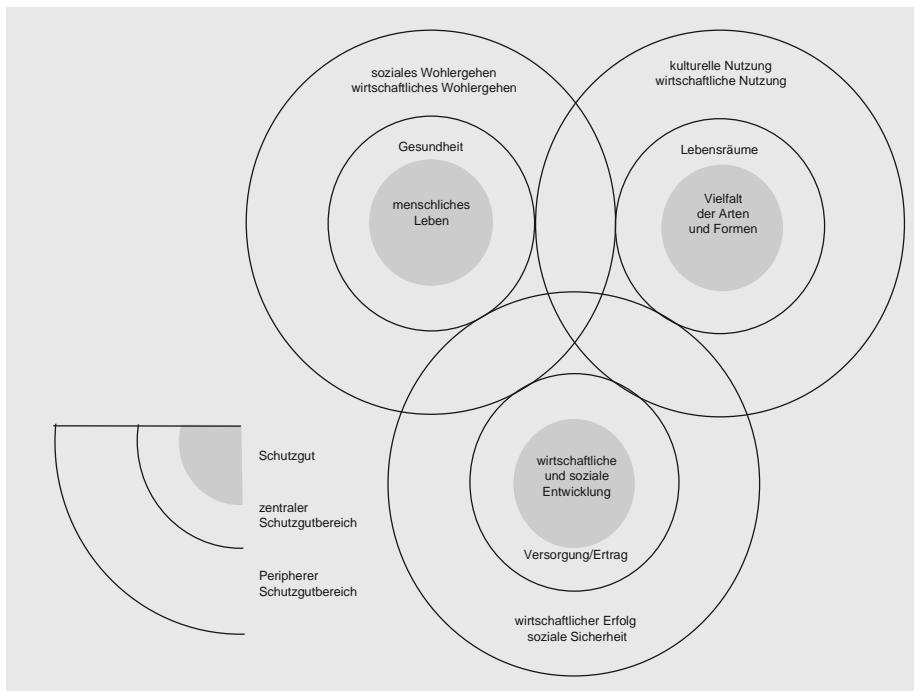 soziales Wohlergehen
wirtschaftliches Wohlergehen
Gesundheit
menschliches
Leben
kulturelle Nutzung
wirtschaftliche Nutzung
Lebensräume
Vielfalt
der Arten
und Formen
wirtschaftliche
und soziale
Entwicklung
Versorgung/Ertrag
wirtschaftlicher Erfolg
soziale Sicherheit
Schutzgut
zentraler
Schutzgutbereich
Peripherer
Schutzgutbereich